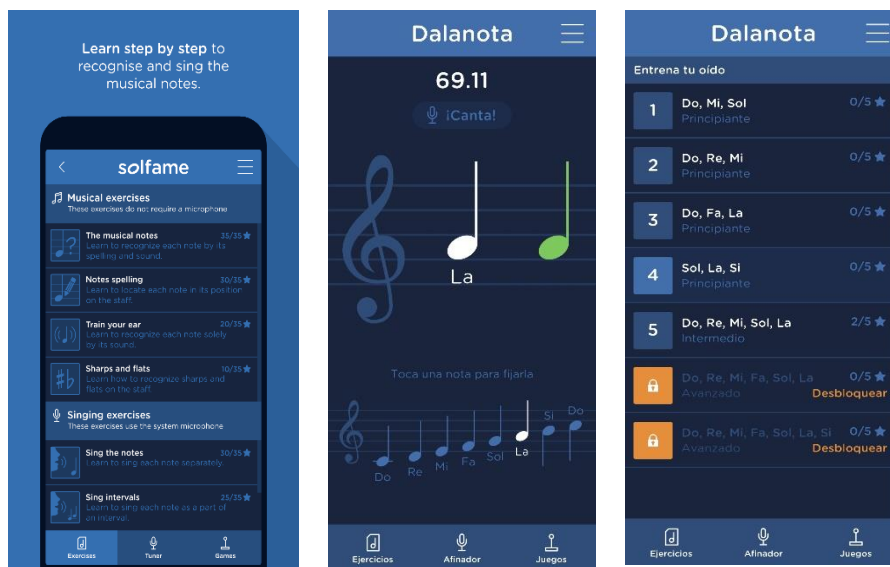 Learn step by step to
recognise and sing the
musical notes.
solfame
Musical exercises
These exercises do not require a microphone
The musical notes 35/35
Learn to recognize each note by its
spelling and sound.
Notes spelling 30/35
Learn to locate each note in its position
on the staff.
Train your ear 20/35
Learn to recognize each note solely
by its sound.
Sharps and flats 10/35
Learn how to recognize sharps and
flats on the staff.
Singing exercises
These exercises use the system microphone
Sing the notes 30/35
Learn to sing each note separately.
Sing intervals 25/35
Learn to sing each note as a part of
an interval.
Exercises Tuner Games
Dalanota
69.11
¡Canta!
La
Toca una nota para fijarla
Do Re Mi Fa Sol La Si Do
Ejercicios Afinador Juegos
Dalanota
Entrena tu oído
1 Do, Mi, Sol 0/5
Principiante
2 Do, Re, Mi 0/5
Principiante
3 Do, Fa, La 0/5
Principiante
4 Sol, La, Si 0/5
Principiante
5 Do, Re, Mi, Sol, La 2/5
Intermedio
Do, Re, Mi, Fa, Sol, La 0/5
Avanzado Desbloquear
Do, Re, Mi, Fa, Sol, La, Si 0/5
Avanzado Desbloquear
Ejercicios Afinador Juegos